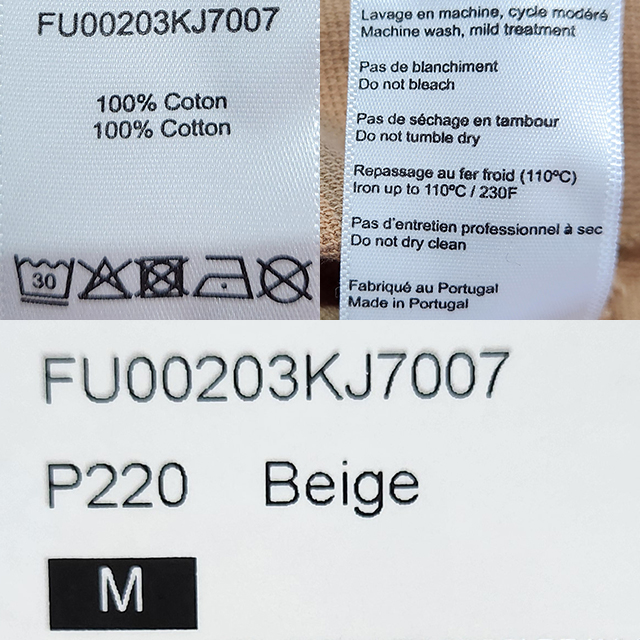 FU00203KJ7007
100% Coton
100% Cotton
30
Lavage en machine, cycle modéré
Machine wash, mild treatment
Pas de blanchiment
Do not bleach
Pas de séchage en tambour
Do not tumble dry
Repassage au fer froid (110ºC)
Iron up to 110ºC / 230F
Pas d'entretien professionnel à sec
Do not dry clean
Fabriqué au Portugal
Made in Portugal
FU00203KJ7007
P220 Beige
M